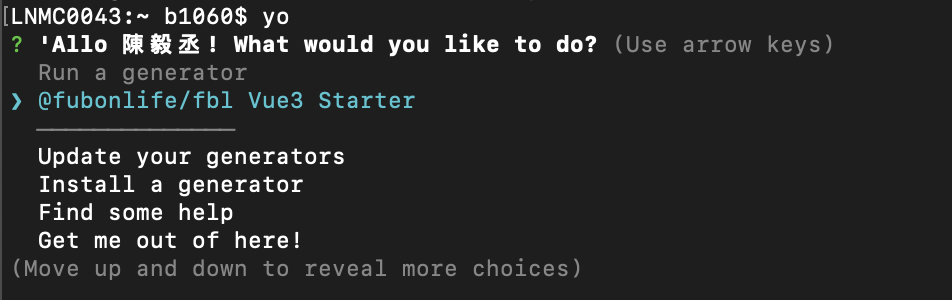 [LNMC0043:~ b1060$ yo
? 'Allo 陳毅丞! What would you like to do? (Use arrow keys)
Run a generator
❯ @fubonlife/fbl Vue3 Starter
──────────────
Update your generators
Install a generator
Find some help
Get me out of here!
(Move up and down to reveal more choices)